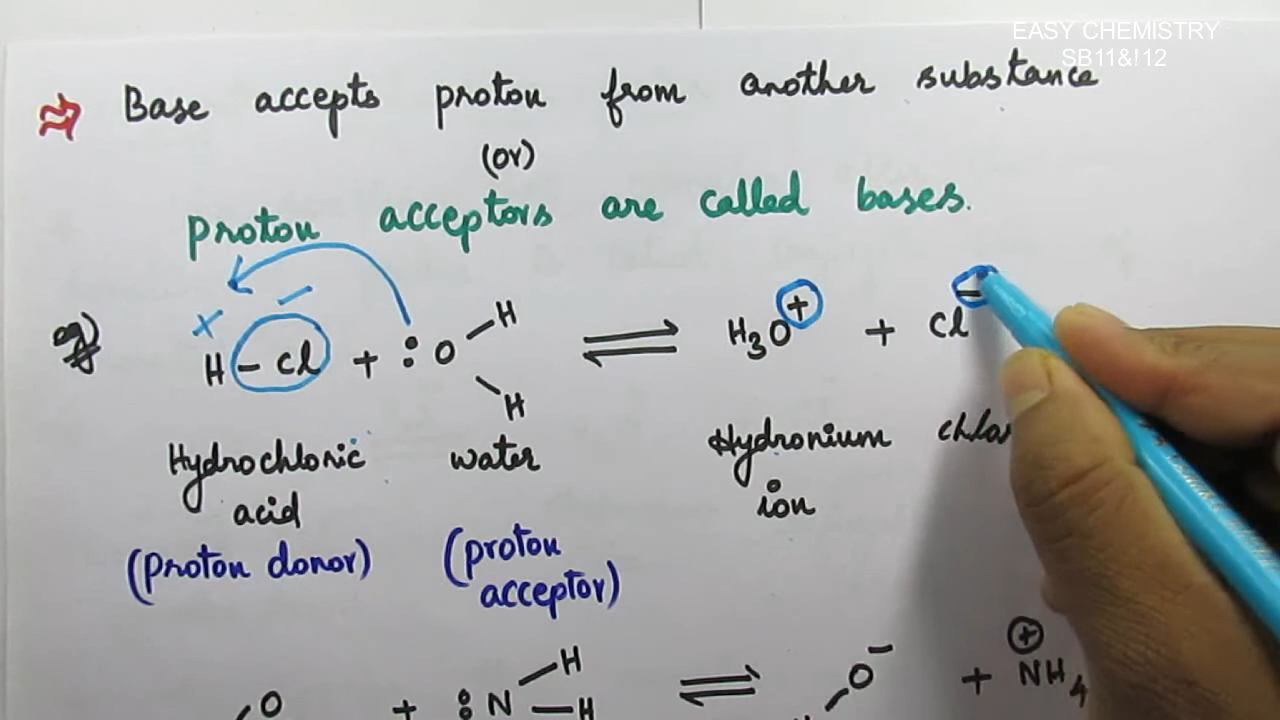 EASY CHEMISTRY
SB11&!12
Base accepts proton from another substance
(or)
Proton acceptors are called bases.
eg) H - Cl + : O H H ⇌ H3O + + Cl -
Hydrochloric water Hydronium
acid ion
(Proton donor) (proton
acceptor)
O + : N H H ⇌ O - + NH4 +